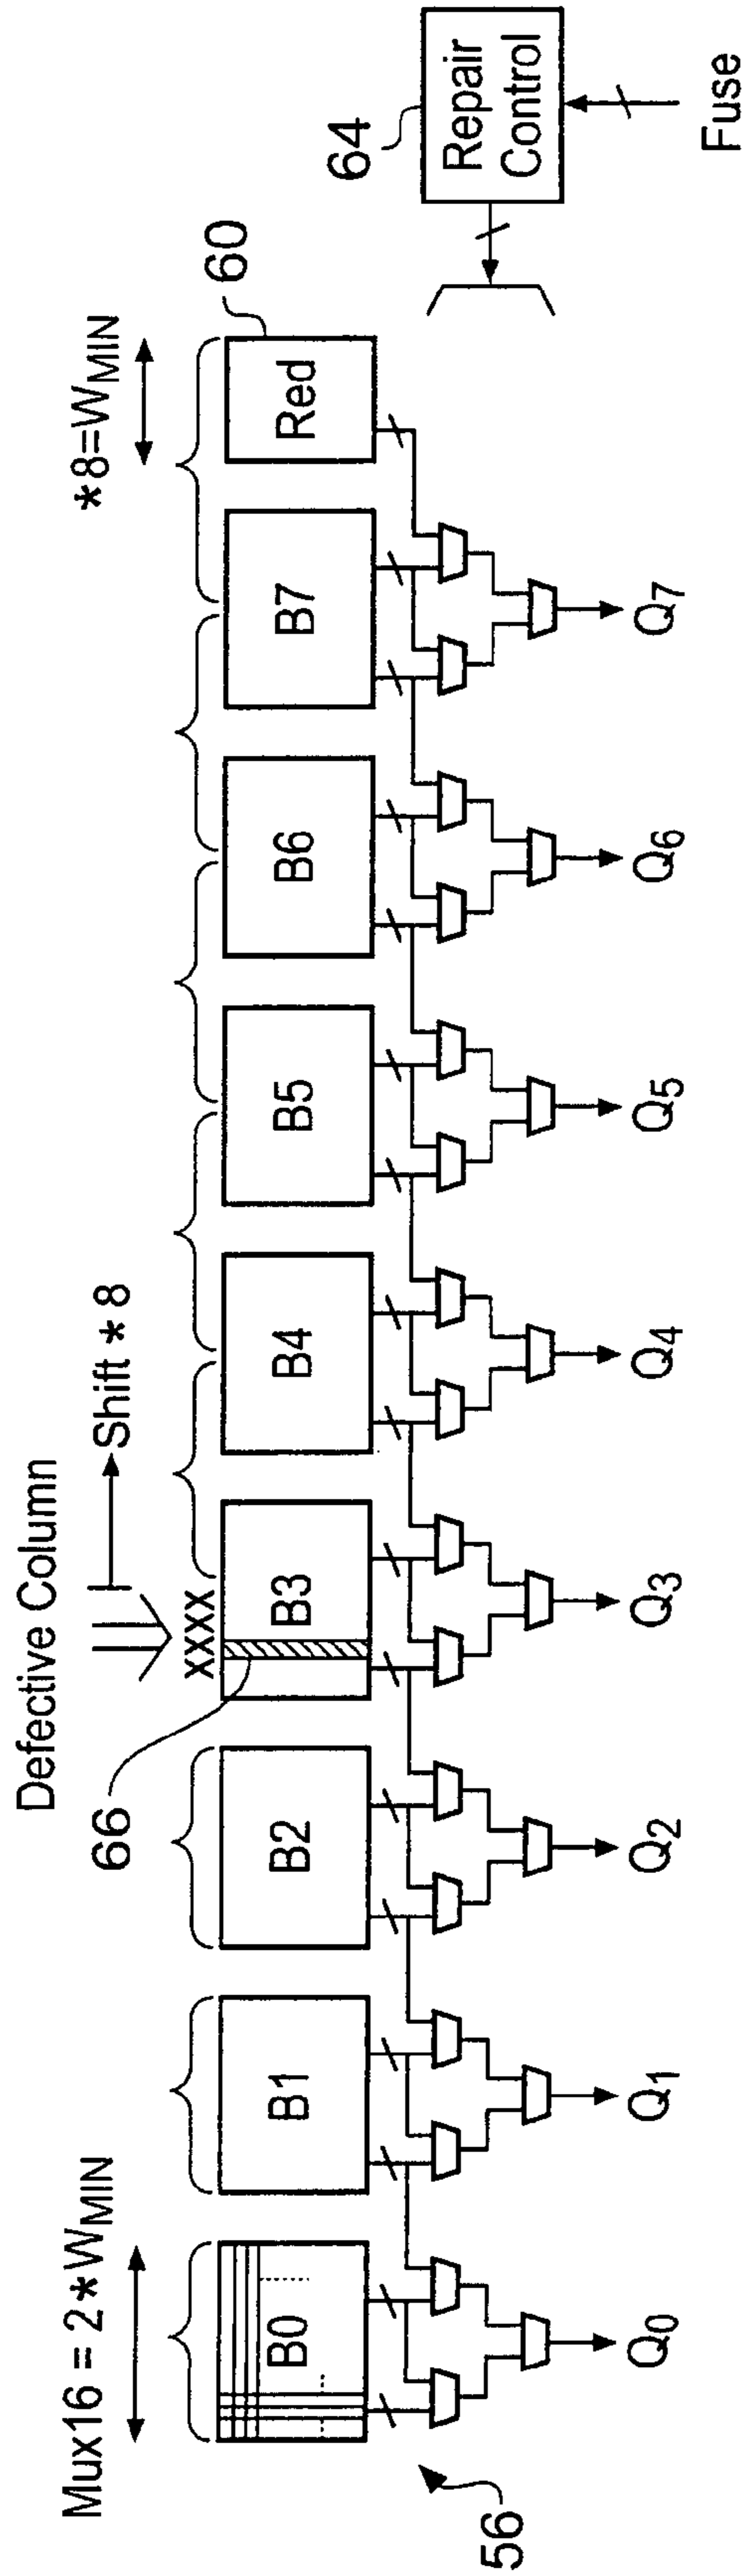 Defective Column
Mux16 = 2*W_MIN
66
XXXX
Shift * 8
*8=W_MIN
60
B0
B1
B2
B3
B4
B5
B6
B7
Red
64
Repair
Control
Fuse
56
Q0
Q1
Q2
Q3
Q4
Q5
Q6
Q7